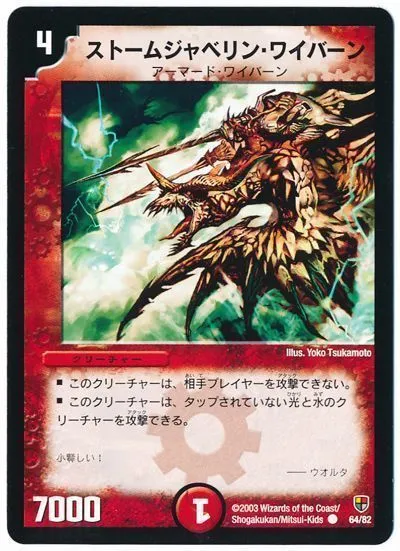 4
ストームジャベリン・ワイバーン
アーマード・ワイバーン
Illus. Yoko Tsukamoto
クリーチャー
■ このクリーチャーは、相手プレイヤーを攻撃できない。
■ このクリーチャーは、タップされていない光と水のク
リーチャーを攻撃できる。
小賢しい!
—— ウオルタ
7000
1
©2003 Wizards of the Coast/
Shogakukan/Mitsui-Kids
64/82